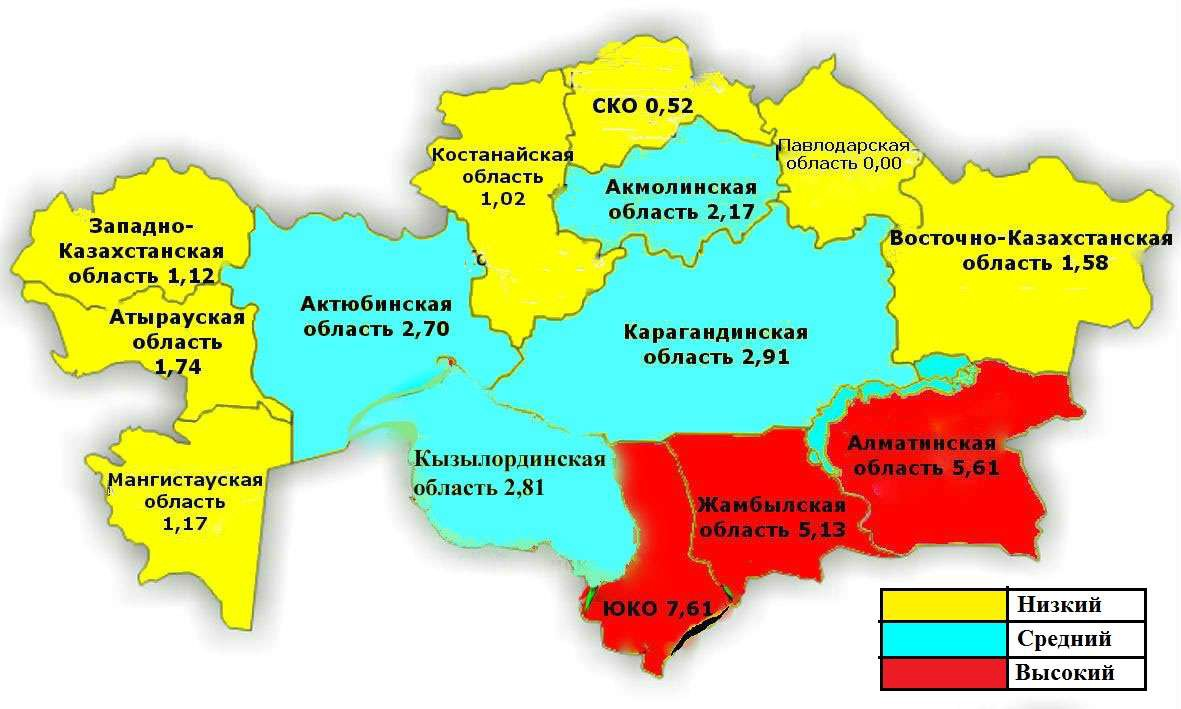 СКО 0,52
Костанайская
область
1,02
Павлодарская
область 0,00
Акмолинская
область 2,17
Западно-
Казахстанская
область 1,12
Восточно-Казахстанская
область 1,58
Атырауская
область
1,74
Актюбинская
область 2,70
Карагандинская
область 2,91
Мангистауская
область
1,17
Кызылординская
область 2,81
Алматинская
область 5,61
Жамбылская
область 5,13
ЮКО 7,61
Низкий
Средний
Высокий